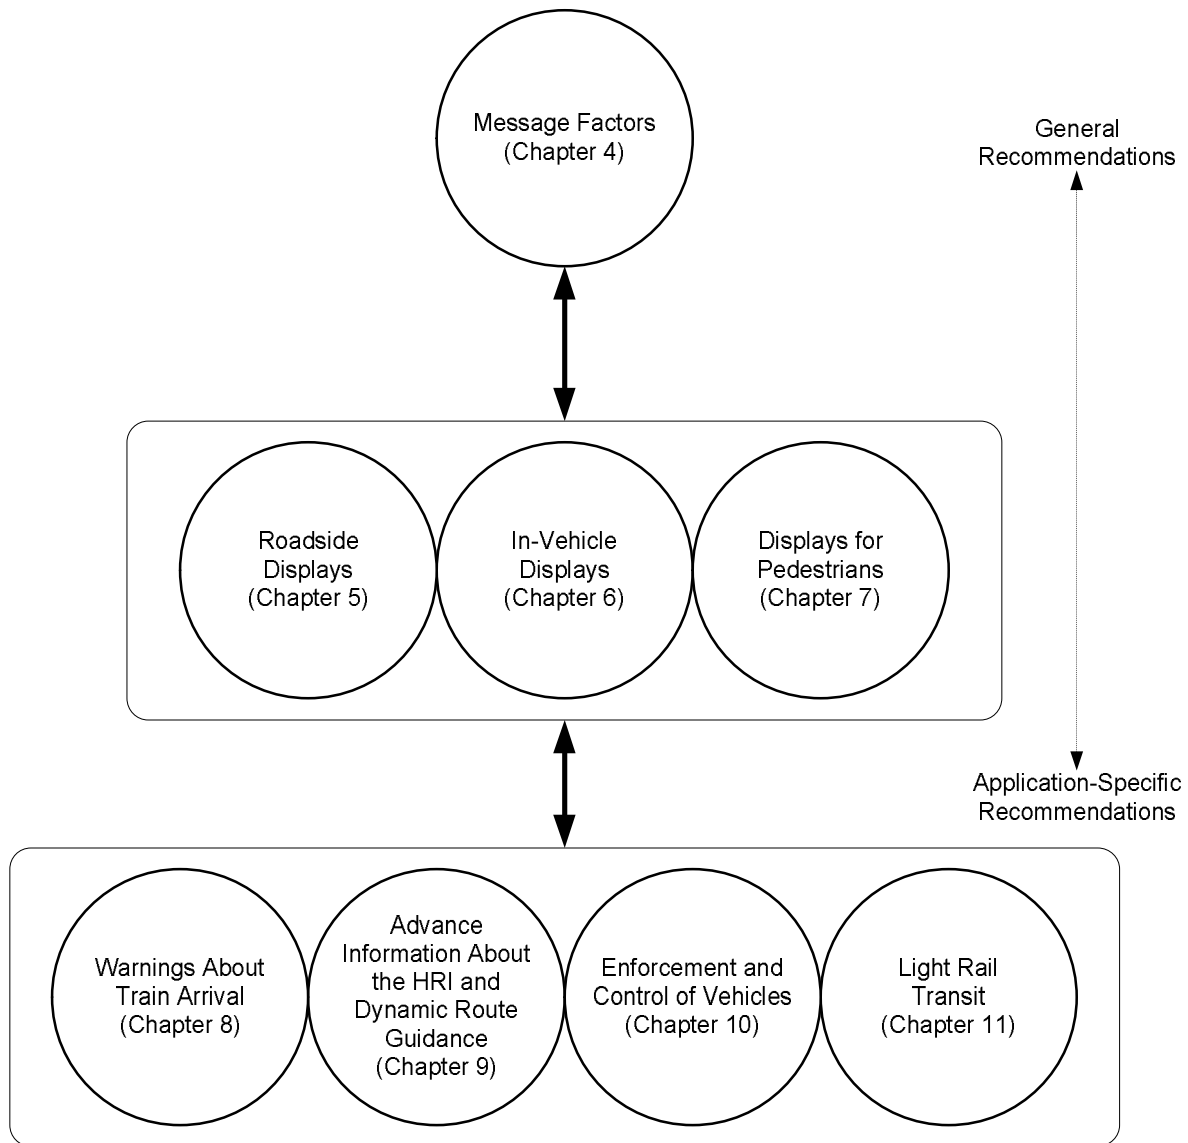 Message Factors
(Chapter 4)
General
Recommendations
Roadside
Displays
(Chapter 5)
In-Vehicle
Displays
(Chapter 6)
Displays for
Pedestrians
(Chapter 7)
Application-Specific
Recommendations
Warnings About
Train Arrival
(Chapter 8)
Advance
Information About
the HRI and
Dynamic Route
Guidance
(Chapter 9)
Enforcement and
Control of Vehicles
(Chapter 10)
Light Rail
Transit
(Chapter 11)